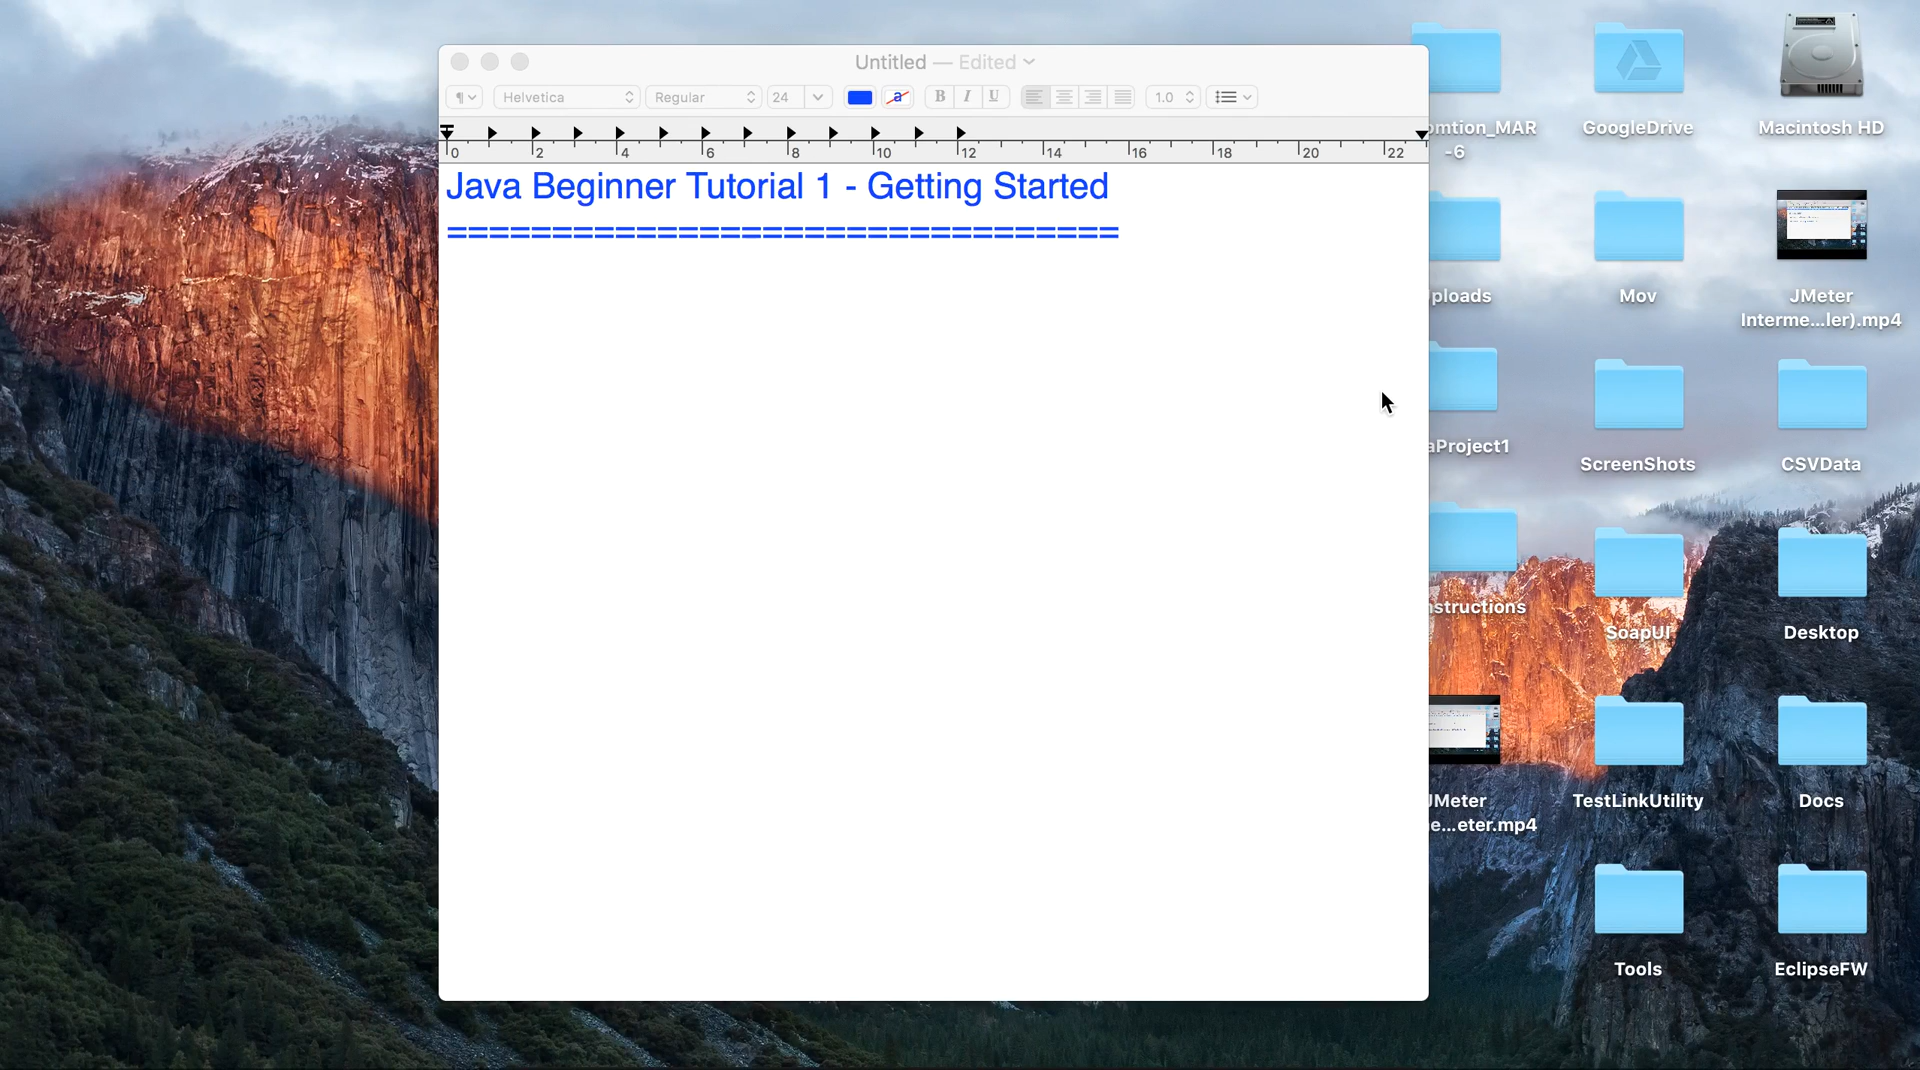 Untitled — Edited
¶ Helvetica Regular 24 a B I U 1.0
0 2 4 6 8 10 12 14 16 18 20 22
Java Beginner Tutorial 1 - Getting Started
================================
omtion_MAR
-6
GoogleDrive
Macintosh HD
ploads
Mov
JMeter
Interme...ler).mp4
aProject1
ScreenShots
CSVData
nstructions
SoapUI
Desktop
JMeter
e...eter.mp4
TestLinkUtility
Docs
Tools
EclipseFW